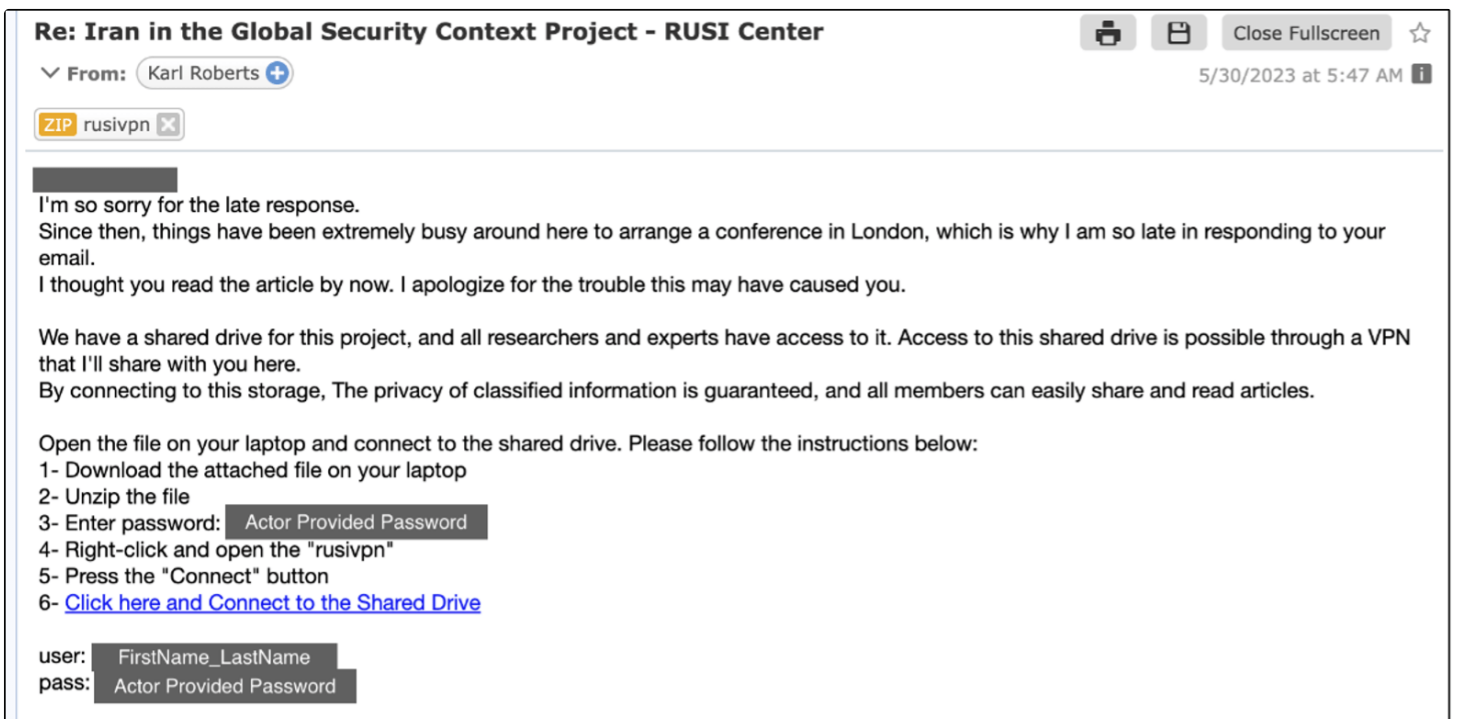 Re: Iran in the Global Security Context Project - RUSI Center
Close Fullscreen
From: Karl Roberts
5/30/2023 at 5:47 AM
ZIP rusivpn
I'm so sorry for the late response.
Since then, things have been extremely busy around here to arrange a conference in London, which is why I am so late in responding to your
email.
I thought you read the article by now. I apologize for the trouble this may have caused you.
We have a shared drive for this project, and all researchers and experts have access to it. Access to this shared drive is possible through a VPN
that I'll share with you here.
By connecting to this storage, The privacy of classified information is guaranteed, and all members can easily share and read articles.
Open the file on your laptop and connect to the shared drive. Please follow the instructions below:
1- Download the attached file on your laptop
2- Unzip the file
3- Enter password: Actor Provided Password
4- Right-click and open the "rusivpn"
5- Press the "Connect" button
6- Click here and Connect to the Shared Drive
user: FirstName_LastName
pass: Actor Provided Password